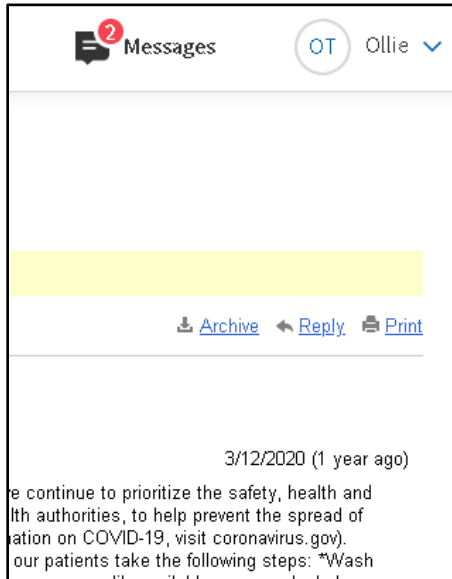 2
Messages
OT
Ollie
Archive Reply Print
3/12/2020 (1 year ago)
continue to prioritize the safety, health and
authorities, to help prevent the spread of
on COVID-19, visit coronavirus.gov).
our patients take the following steps: *Wash